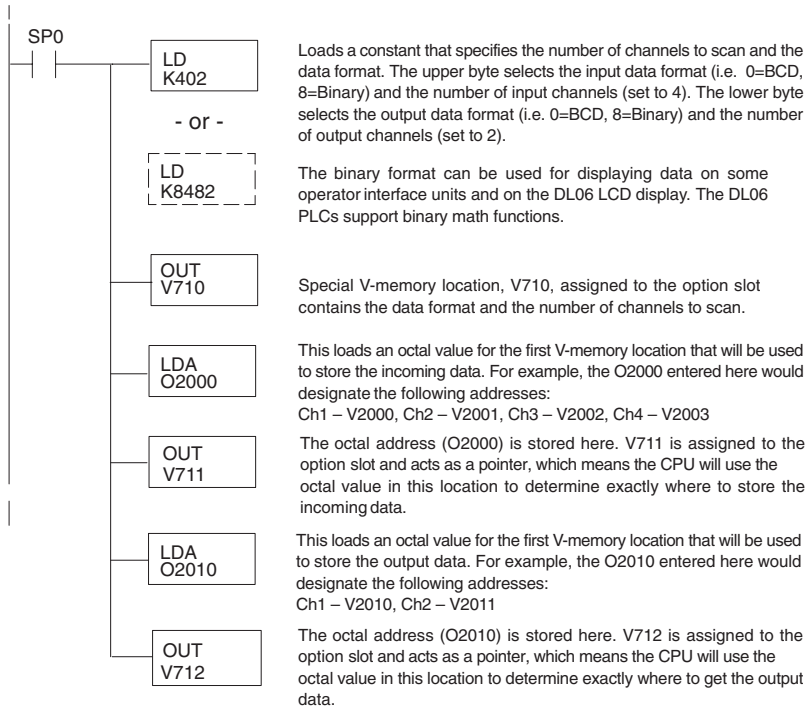 SP0
LD
K402
Loads a constant that specifies the number of channels to scan and the
data format. The upper byte selects the input data format (i.e. 0=BCD,
8=Binary) and the number of input channels (set to 4). The lower byte
selects the output data format (i.e. 0=BCD, 8=Binary) and the number
of output channels (set to 2).
- or -
LD
K8482
The binary format can be used for displaying data on some
operator interface units and on the DL06 LCD display. The DL06
PLCs support binary math functions.
OUT
V710
Special V-memory location, V710, assigned to the option slot
contains the data format and the number of channels to scan.
LDA
O2000
This loads an octal value for the first V-memory location that will be used
to store the incoming data. For example, the O2000 entered here would
designate the following addresses:
Ch1 – V2000, Ch2 – V2001, Ch3 – V2002, Ch4 – V2003
OUT
V711
The octal address (O2000) is stored here. V711 is assigned to the
option slot and acts as a pointer, which means the CPU will use the
octal value in this location to determine exactly where to store the
incoming data.
LDA
O2010
This loads an octal value for the first V-memory location that will be used
to store the output data. For example, the O2010 entered here would
designate the following addresses:
Ch1 – V2010, Ch2 – V2011
OUT
V712
The octal address (O2010) is stored here. V712 is assigned to the
option slot and acts as a pointer, which means the CPU will use the
octal value in this location to determine exactly where to get the output
data.